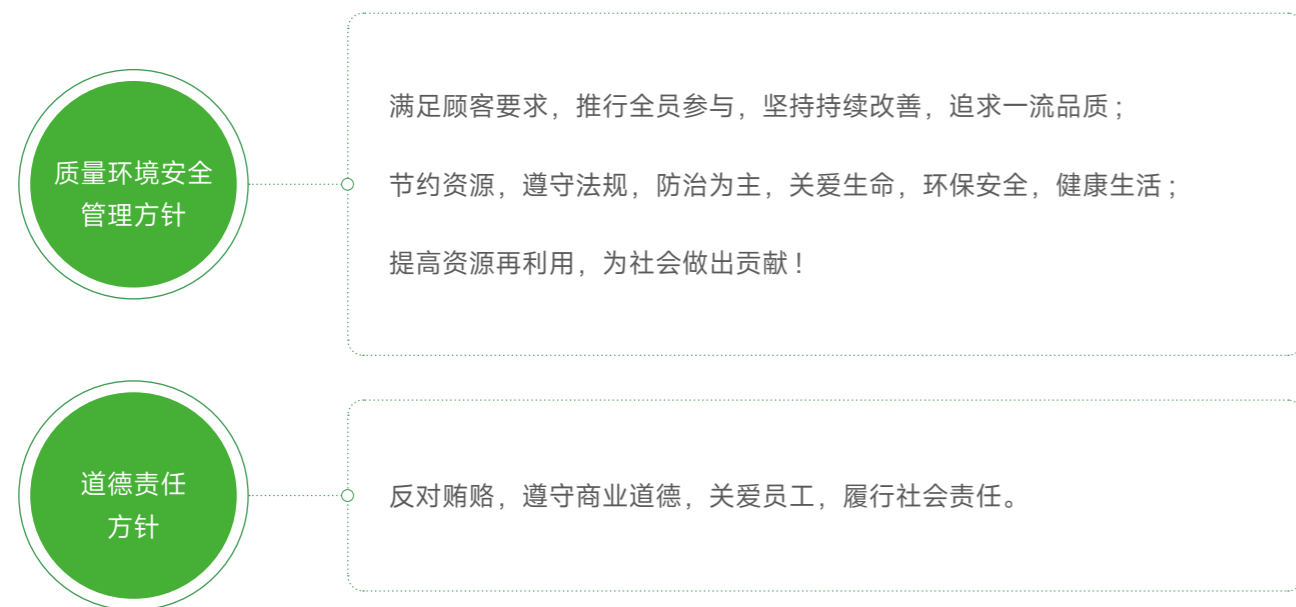 质量环境安全
管理方针
满足顾客要求，推行全员参与，坚持持续改善，追求一流品质；
节约资源，遵守法规，防治为主，关爱生命，环保安全，健康生活；
提高资源再利用，为社会做出贡献！
道德责任
方针
反对贿赂，遵守商业道德，关爱员工，履行社会责任。